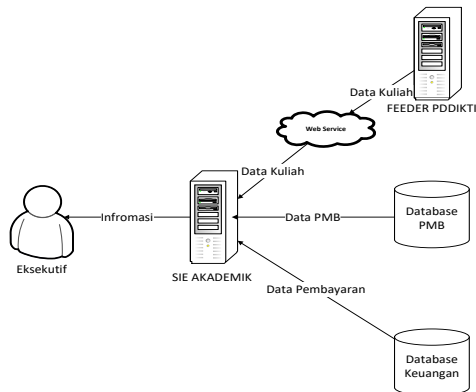 Data Kuliah
FEEDER PDDIKTI
Web Service
Data Kuliah
Infromasi
Data PMB
Database
PMB
Eksekutif
SIE AKADEMIK
Data Pembayaran
Database
Keuangan